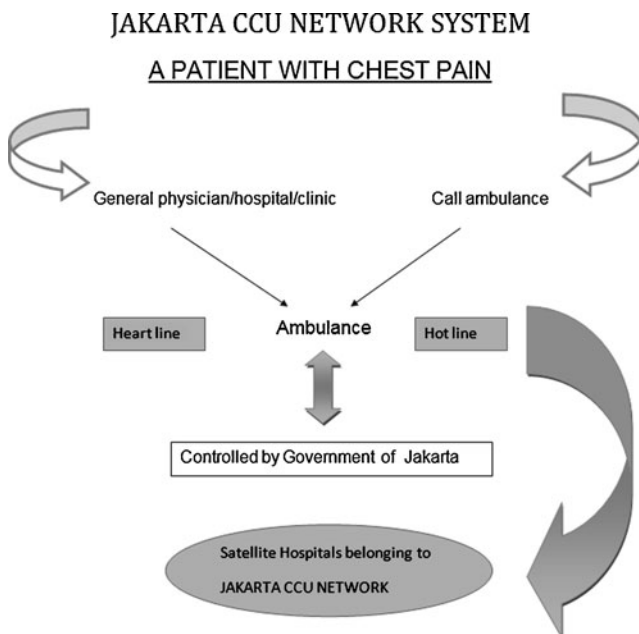 JAKARTA CCU NETWORK SYSTEM
A PATIENT WITH CHEST PAIN
General physician/hospital/clinic
Call ambulance
Heart line
Ambulance
Hot line
Controlled by Government of Jakarta
Satellite Hospitals belonging to
JAKARTA CCU NETWORK